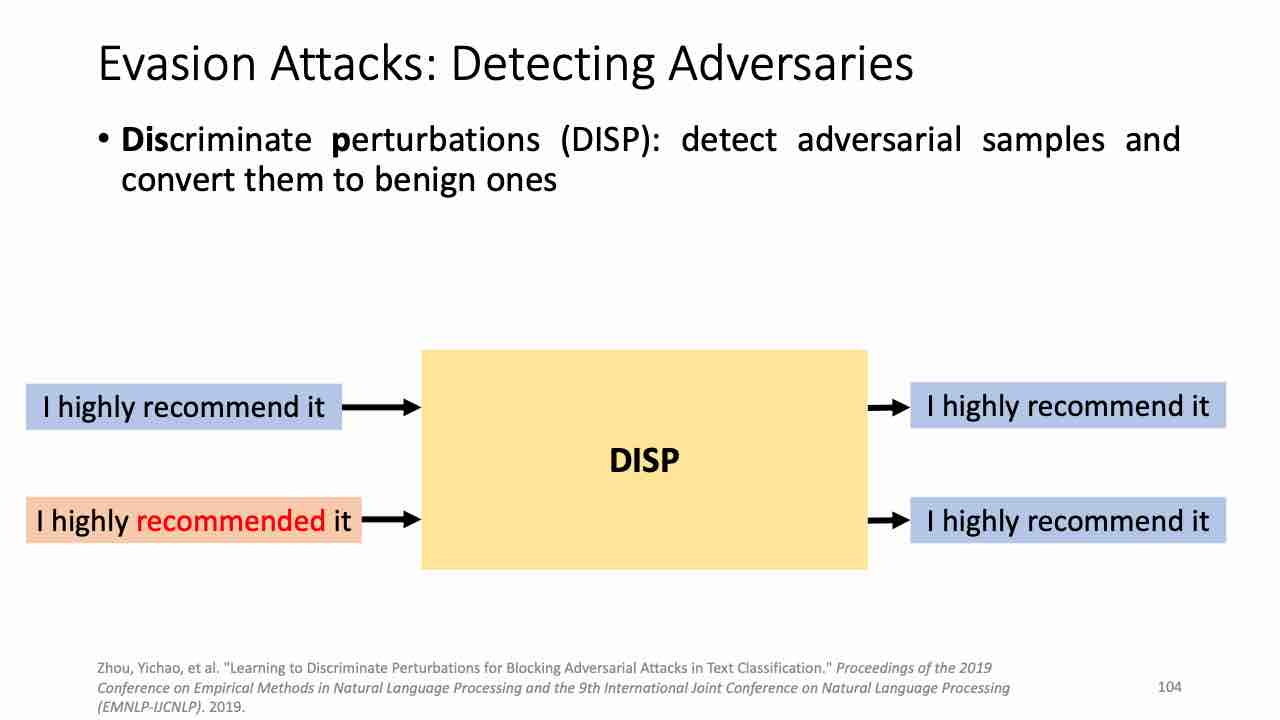 Evasion Attacks: Detecting Adversaries
• Discriminate perturbations (DISP): detect adversarial samples and
convert them to benign ones
I highly recommend it
I highly recommend it
DISP
I highly recommended it
I highly recommend it
Zhou, Yichao, et al. "Learning to Discriminate Perturbations for Blocking Adversarial Attacks in Text Classification." Proceedings of the 2019
Conference on Empirical Methods in Natural Language Processing and the 9th International Joint Conference on Natural Language Processing
(EMNLP-IJCNLP). 2019.
104